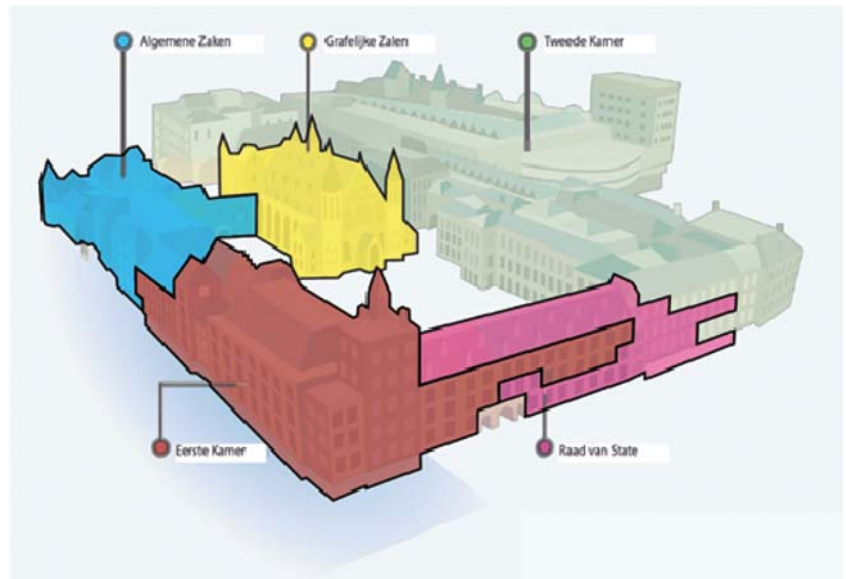 Algemene Zaken
Grafelijke Zalen
Tweede Kamer
Eerste Kamer
Raad van State